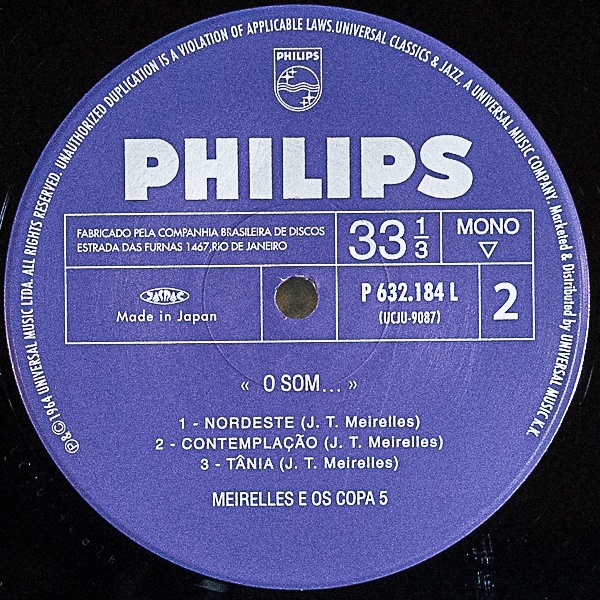 ℗&© 1964 UNIVERSAL MUSIC LTDA. ALL RIGHTS RESERVED. UNAUTHORIZED DUPLICATION IS A VIOLATION OF APPLICABLE LAWS.UNIVERSAL CLASSICS & JAZZ, A UNIVERSAL MUSIC COMPANY. Marketed & Distributed by UNIVERSAL MUSIC K.K.
PHILIPS
PHILIPS
FABRICADO PELA COMPANHIA BRASILEIRA DE DISCOS
ESTRADA DAS FURNAS 1467,RIO DE JANEIRO
33 1/3
MONO
JASRAC
Made in Japan
P 632.184 L
(UCJU-9087)
2
« O SOM... »
1 - NORDESTE (J. T. Meirelles)
2 - CONTEMPLAÇÃO (J. T. Meirelles)
3 - TÂNIA (J. T. Meirelles)
MEIRELLES E OS COPA 5